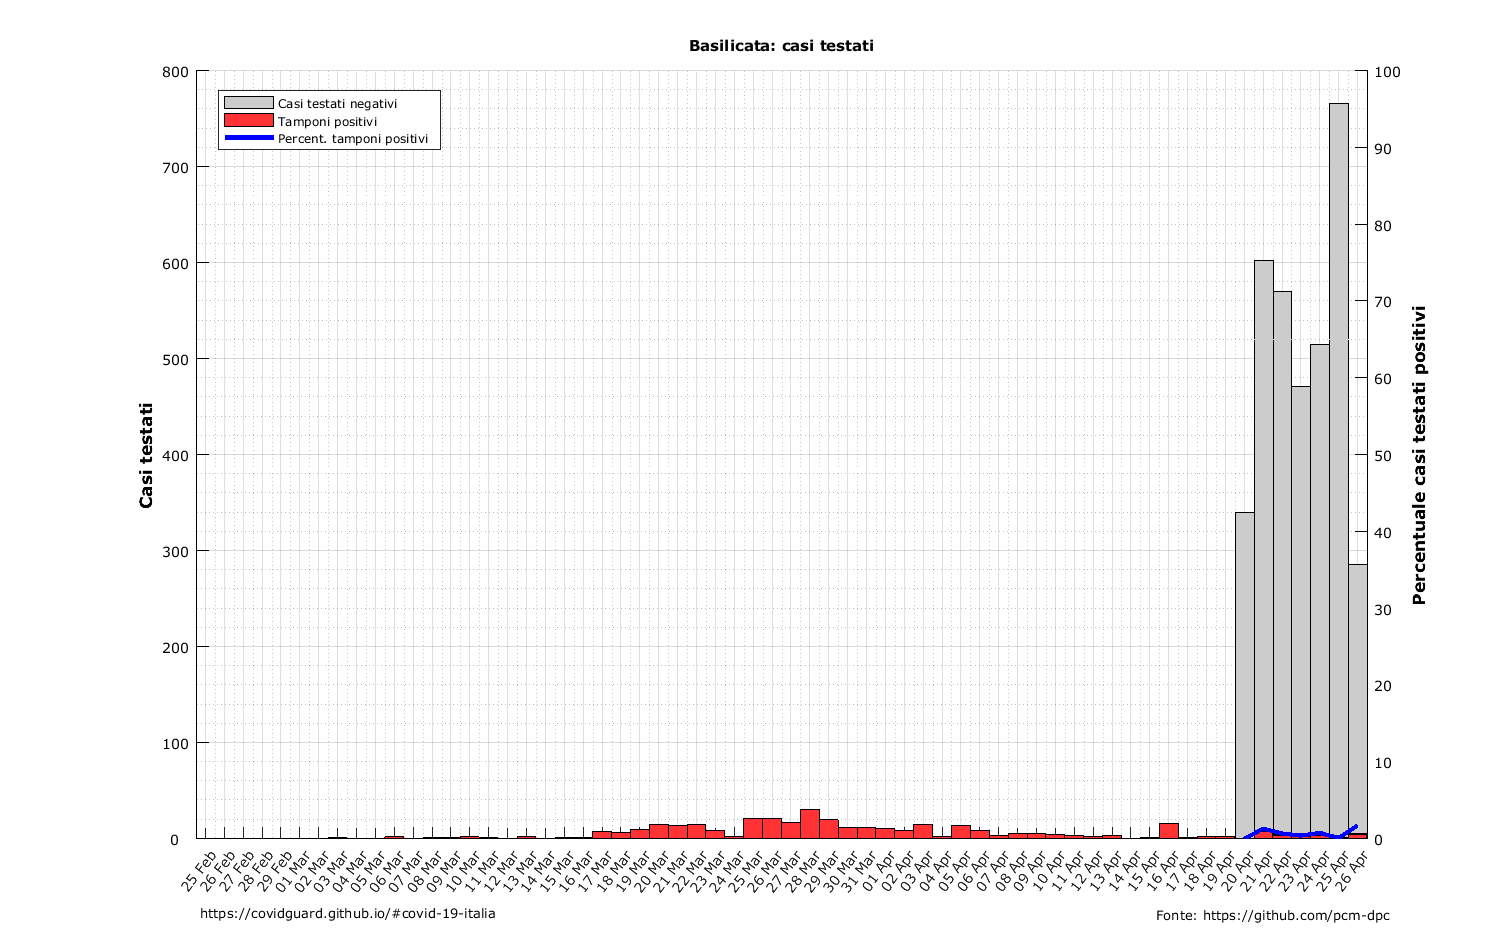 Basilicata: casi testati
Casi testati negativi
Tamponi positivi
Percent. tamponi positivi
Casi testati
800
700
600
500
400
300
200
100
0
100
90
80
70
60
50
40
30
20
10
0
Percentuale casi testati positivi
25 Feb
26 Feb
27 Feb
28 Feb
29 Feb
01 Mar
02 Mar
03 Mar
04 Mar
05 Mar
06 Mar
07 Mar
08 Mar
09 Mar
10 Mar
11 Mar
12 Mar
13 Mar
14 Mar
15 Mar
16 Mar
17 Mar
18 Mar
19 Mar
20 Mar
21 Mar
22 Mar
23 Mar
24 Mar
25 Mar
26 Mar
27 Mar
28 Mar
29 Mar
30 Mar
31 Mar
01 Apr
02 Apr
03 Apr
04 Apr
05 Apr
06 Apr
07 Apr
08 Apr
09 Apr
10 Apr
11 Apr
12 Apr
13 Apr
14 Apr
15 Apr
16 Apr
17 Apr
18 Apr
19 Apr
20 Apr
21 Apr
22 Apr
23 Apr
24 Apr
25 Apr
26 Apr
https://covidguard.github.io/#covid-19-italia
Fonte: https://github.com/pcm-dpc